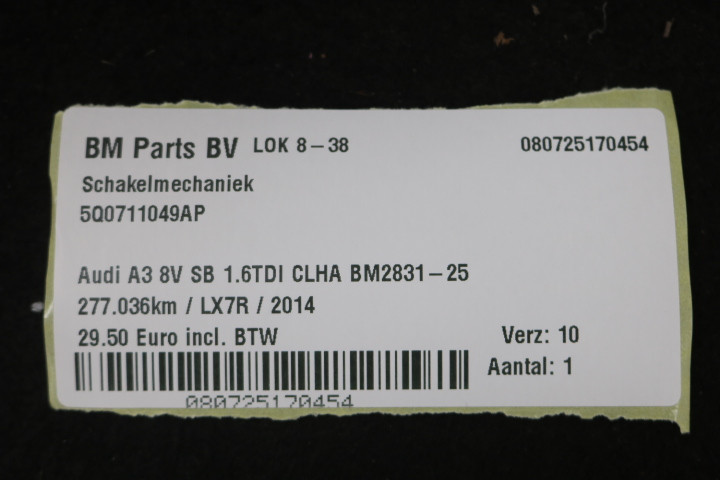 BM Parts BV LOK 8-38 080725170454
Schakelmechaniek
5Q0711049AP
Audi A3 8V SB 1.6TDI CLHA BM2831-25
277.036km / LX7R / 2014
29.50 Euro incl. BTW Verz: 10
Aantal: 1
080725170454